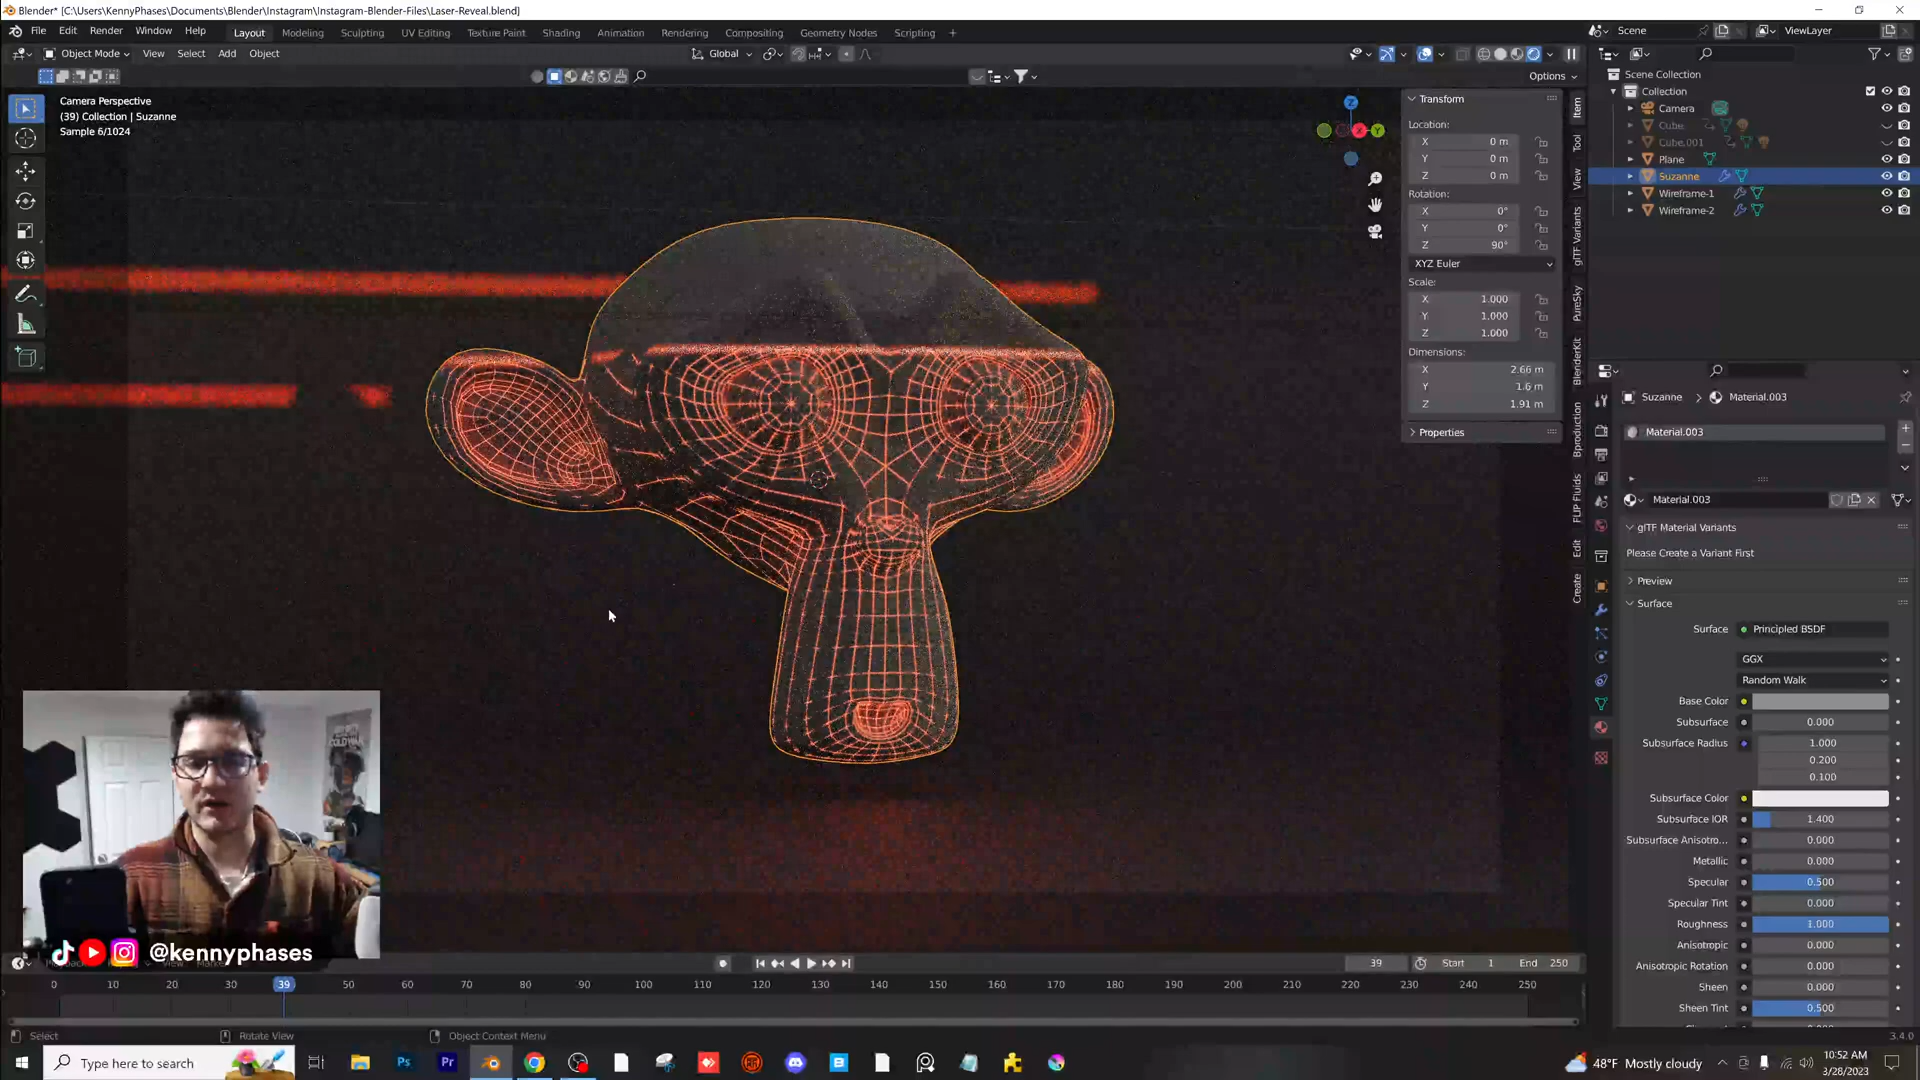 Blender* [C:\Users\KennyPhases\Documents\Blender\Instagram\Instagram-Blender-Files\Laser-Reveal.blend]
File Edit Render Window Help Layout Modeling Sculpting UV Editing Texture Paint Shading Animation Rendering Compositing Geometry Nodes Scripting + Scene ViewLayer
Object Mode View Select Add Object Global
Options
Camera Perspective
(39) Collection | Suzanne
Sample 6/1024
Transform
Location:
X 0 m
Y 0 m
Z 0 m
Rotation:
X 0°
Y 0°
Z 90°
XYZ Euler
Scale:
X 1.000
Y 1.000
Z 1.000
Dimensions:
X 2.66 m
Y 1.6 m
Z 1.91 m
Properties
Item
Tool
View
glTF Variants
PureSky
BlenderKit
Bproduction
FLIP Fluids
Edit
Create
Z
X
Y
Scene Collection
Collection
Camera
Cube
Cube.001
Plane
Suzanne
Wireframe-1
Wireframe-2
Suzanne > Material.003
Material.003
Material.003
glTF Material Variants
Please Create a Variant First
Preview
Surface
Surface Principled BSDF
GGX
Random Walk
Base Color
Subsurface 0.000
Subsurface Radius 1.000
0.200
0.100
Subsurface Color
Subsurface IOR 1.400
Subsurface Anisotro... 0.000
Metallic 0.000
Specular 0.500
Specular Tint 0.000
Roughness 1.000
Anisotropic 0.000
Anisotropic Rotation 0.000
Sheen 0.000
Sheen Tint 0.500
COLD WAR
@kennyphases
39 Start 1 End 250
0 10 20 30 39 50 60 70 80 90 100 110 120 130 140 150 160 170 180 190 200 210 220 230 240 250
Select Rotate View Object Context Menu 3.4.0
Type here to search Ps Pr 48°F Mostly cloudy 10:52 AM
3/28/2023